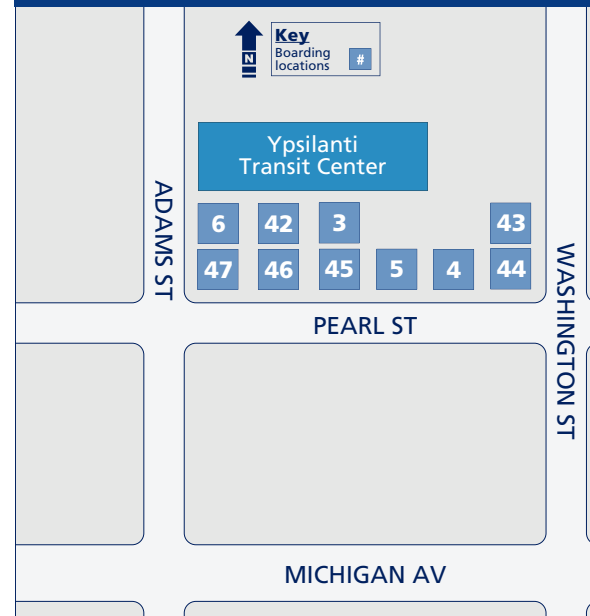 Key
N
Boarding
locations #
Ypsilanti
Transit Center
6 42 3 43
47 46 45 5 4 44
ADAMS ST
WASHINGTON ST
PEARL ST
MICHIGAN AV